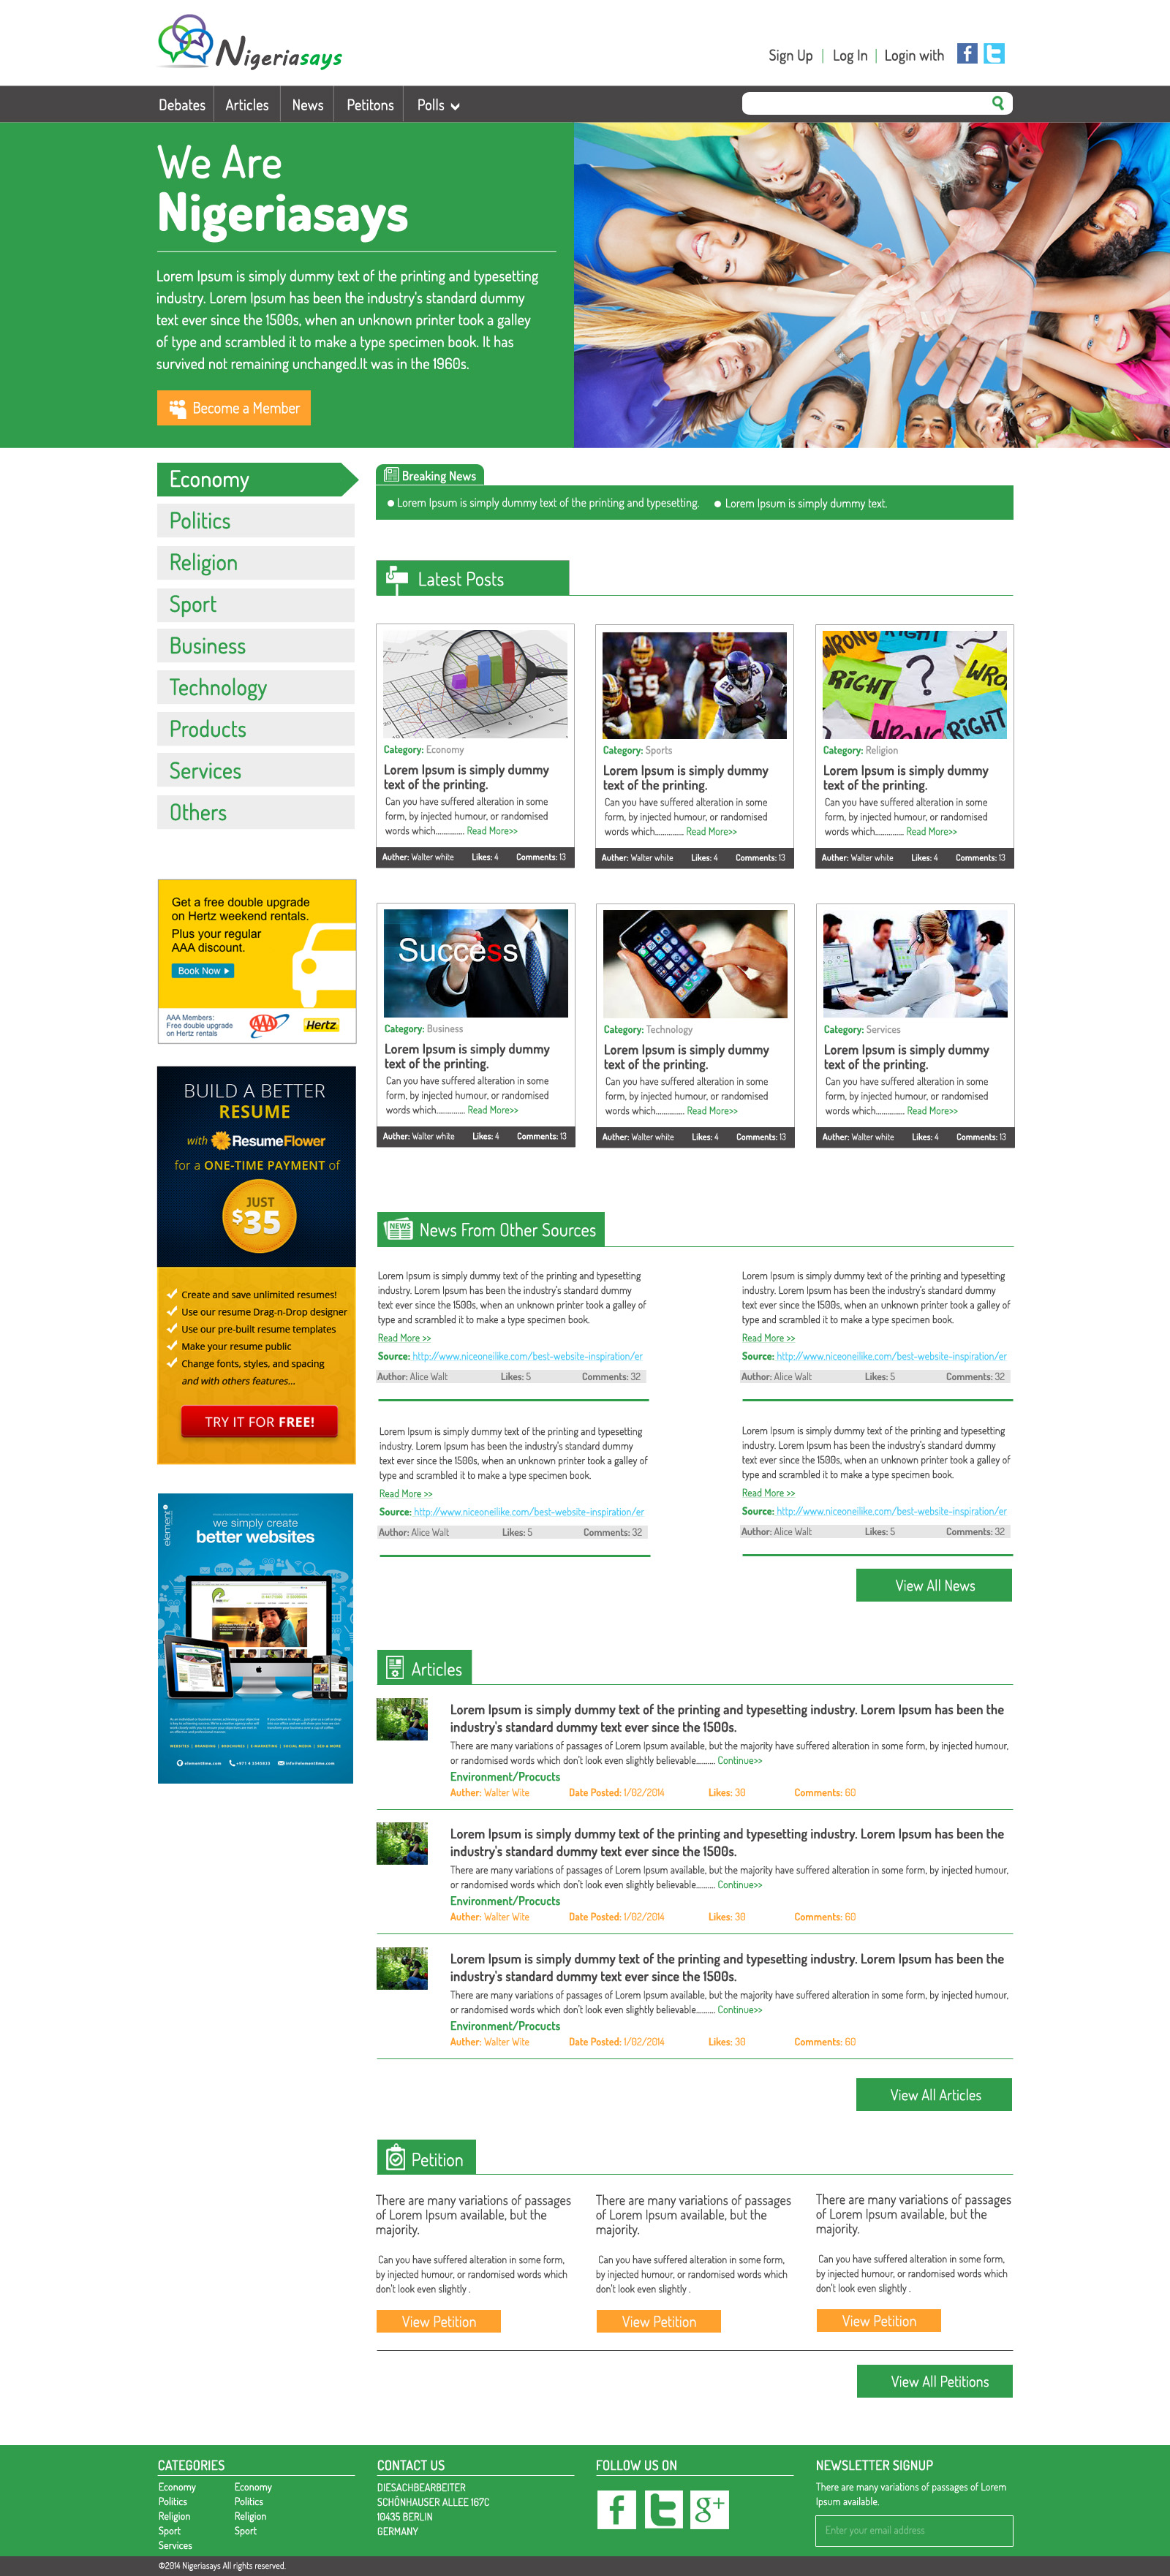 Nigeriasays
Sign Up | Log In | Login with
Debates
Articles
News
Petitons
Polls
We Are
Nigeriasays
Lorem Ipsum is simply dummy text of the printing and typesetting
industry. Lorem Ipsum has been the industry's standard dummy
text ever since the 1500s, when an unknown printer took a galley
of type and scrambled it to make a type specimen book. It has
survived not remaining unchanged.It was in the 1960s.
Become a Member
Economy
Politics
Religion
Sport
Business
Technology
Products
Services
Others
Get a free double upgrade
on Hertz weekend rentals.
Plus your regular
AAA discount.
Book Now
AAA Members:
Free double upgrade
on Hertz rentals
AAA
Hertz
BUILD A BETTER
RESUME
with ResumeFlower
for a ONE-TIME PAYMENT of
JUST
$35
Create and save unlimited resumes!
Use our resume Drag-n-Drop designer
Use our pre-built resume templates
Make your resume public
Change fonts, styles, and spacing
and with others features...
TRY IT FOR FREE!
element
we simply create
better websites
BLOG
WEBSITES | BRANDING | BROCHURES | E-MARKETING | SOCIAL MEDIA | SEO & MORE
Breaking News
Lorem Ipsum is simply dummy text of the printing and typesetting.
Lorem Ipsum is simply dummy text.
Latest Posts
Category: Economy
Lorem Ipsum is simply dummy
text of the printing.
Can you have suffered alteration in some
form, by injected humour, or randomised
words which.............. Read More>>
Auther: Walter white Likes: 4 Comments: 13
59
28
Category: Sports
Lorem Ipsum is simply dummy
text of the printing.
Can you have suffered alteration in some
form, by injected humour, or randomised
words which.............. Read More>>
Auther: Walter white Likes: 4 Comments: 13
WRONG
RIGHT
?
RIGHT
WRO
WRONG
RIGHT
Category: Religion
Lorem Ipsum is simply dummy
text of the printing.
Can you have suffered alteration in some
form, by injected humour, or randomised
words which.............. Read More>>
Auther: Walter white Likes: 4 Comments: 13
Success
Category: Business
Lorem Ipsum is simply dummy
text of the printing.
Can you have suffered alteration in some
form, by injected humour, or randomised
words which.............. Read More>>
Auther: Walter white Likes: 4 Comments: 13
Category: Technology
Lorem Ipsum is simply dummy
text of the printing.
Can you have suffered alteration in some
form, by injected humour, or randomised
words which.............. Read More>>
Auther: Walter white Likes: 4 Comments: 13
Category: Services
Lorem Ipsum is simply dummy
text of the printing.
Can you have suffered alteration in some
form, by injected humour, or randomised
words which.............. Read More>>
Auther: Walter white Likes: 4 Comments: 13
NEWS
News From Other Sources
Lorem Ipsum is simply dummy text of the printing and typesetting
industry. Lorem Ipsum has been the industry's standard dummy
text ever since the 1500s, when an unknown printer took a galley of
type and scrambled it to make a type specimen book.
Read More >>
Source: http://www.niceoneilike.com/best-website-inspiration/er
Author: Alice Walt Likes: 5 Comments: 32
Lorem Ipsum is simply dummy text of the printing and typesetting
industry. Lorem Ipsum has been the industry's standard dummy
text ever since the 1500s, when an unknown printer took a galley of
type and scrambled it to make a type specimen book.
Read More >>
Source: http://www.niceoneilike.com/best-website-inspiration/er
Author: Alice Walt Likes: 5 Comments: 32
Lorem Ipsum is simply dummy text of the printing and typesetting
industry. Lorem Ipsum has been the industry's standard dummy
text ever since the 1500s, when an unknown printer took a galley of
type and scrambled it to make a type specimen book.
Read More >>
Source: http://www.niceoneilike.com/best-website-inspiration/er
Author: Alice Walt Likes: 5 Comments: 32
Lorem Ipsum is simply dummy text of the printing and typesetting
industry. Lorem Ipsum has been the industry's standard dummy
text ever since the 1500s, when an unknown printer took a galley of
type and scrambled it to make a type specimen book.
Read More >>
Source: http://www.niceoneilike.com/best-website-inspiration/er
Author: Alice Walt Likes: 5 Comments: 32
View All News
Articles
Lorem Ipsum is simply dummy text of the printing and typesetting industry. Lorem Ipsum has been the
industry's standard dummy text ever since the 1500s.
There are many variations of passages of Lorem Ipsum available, but the majority have suffered alteration in some form, by injected humour,
or randomised words which don't look even slightly believable.......... Continue>>
Environment/Procucts
Auther: Walter Wite Date Posted: 1/02/2014 Likes: 30 Comments: 60
Lorem Ipsum is simply dummy text of the printing and typesetting industry. Lorem Ipsum has been the
industry's standard dummy text ever since the 1500s.
There are many variations of passages of Lorem Ipsum available, but the majority have suffered alteration in some form, by injected humour,
or randomised words which don't look even slightly believable.......... Continue>>
Environment/Procucts
Auther: Walter Wite Date Posted: 1/02/2014 Likes: 30 Comments: 60
Lorem Ipsum is simply dummy text of the printing and typesetting industry. Lorem Ipsum has been the
industry's standard dummy text ever since the 1500s.
There are many variations of passages of Lorem Ipsum available, but the majority have suffered alteration in some form, by injected humour,
or randomised words which don't look even slightly believable.......... Continue>>
Environment/Procucts
Auther: Walter Wite Date Posted: 1/02/2014 Likes: 30 Comments: 60
View All Articles
Petition
There are many variations of passages
of Lorem Ipsum available, but the
majority.
Can you have suffered alteration in some form,
by injected humour, or randomised words which
don't look even slightly .
View Petition
There are many variations of passages
of Lorem Ipsum available, but the
majority.
Can you have suffered alteration in some form,
by injected humour, or randomised words which
don't look even slightly .
View Petition
There are many variations of passages
of Lorem Ipsum available, but the
majority.
Can you have suffered alteration in some form,
by injected humour, or randomised words which
don't look even slightly .
View Petition
View All Petitions
CATEGORIES
Economy Economy
Politics Politics
Religion Religion
Sport Sport
Services
CONTACT US
DIESACHBEARBEITER
SCHÖNHAUSER ALLEE 167C
10435 BERLIN
GERMANY
FOLLOW US ON
NEWSLETTER SIGNUP
There are many variations of passages of Lorem
Ipsum available.
Enter your email address
©2014 Nigeriasays All rights reserved.